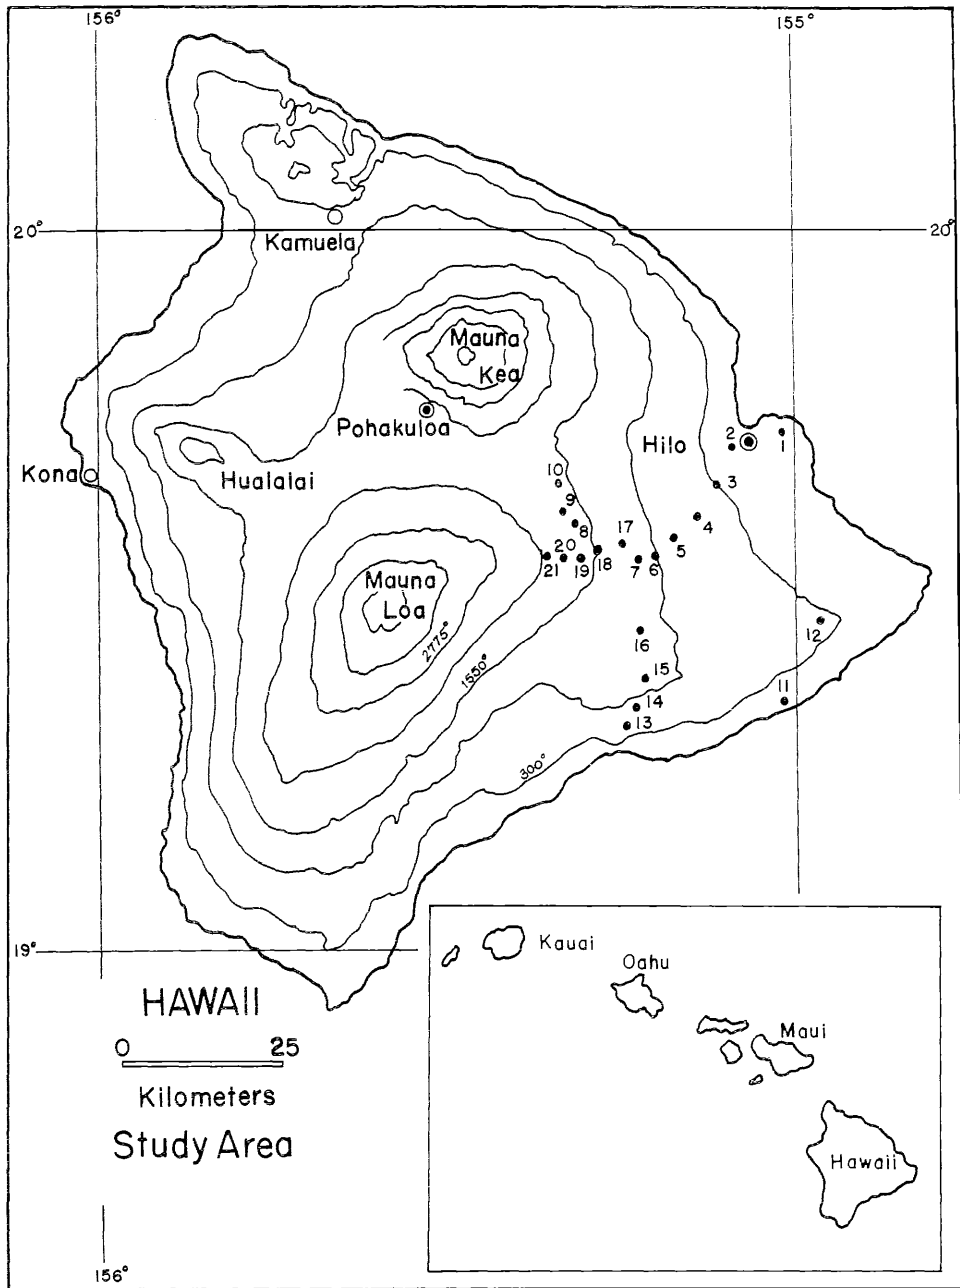 156°
155°
20°
20°
Kamuela
Mauna
Kea
Pohakuloa
Hilo
2
1
Kona
Hualalai
10
3
9
4
8
17
5
20
18
7
6
21
19
Mauna
Loa
2775°
16
12
1550°
15
11
14
13
300°
19°
HAWAII
0 25
Kilometers
Study Area
156°
Kauai
Oahu
Maui
Hawaii